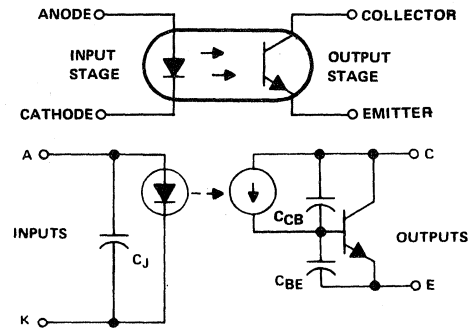 ANODE
COLLECTOR
INPUT
STAGE
OUTPUT
STAGE
CATHODE
EMITTER
A
C
INPUTS
CJ
CCB
CBE
OUTPUTS
K
E